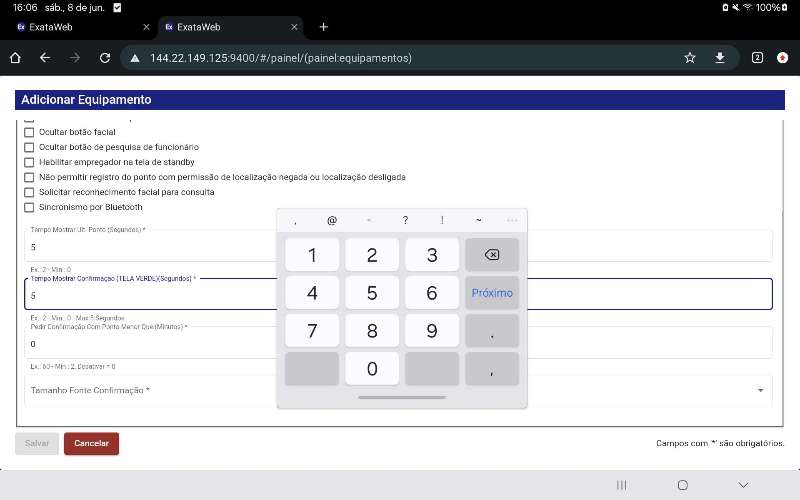 16:06 sáb., 8 de jun.
100%
Ex ExataWeb
Ex ExataWeb
144.22.149.125:9400/#/painel/(painel:equipamentos)
2
Adicionar Equipamento
Ocultar botão facial
Ocultar botão de pesquisa de funcionário
Habilitar empregador na tela de standby
Não permitir registro do ponto com permissão de localização negada ou localização desligada
Solicitar reconhecimento facial para consulta
Sincronismo por Bluetooth
Tempo Mostrar Ult. Ponto (Segundos) *
5
Ex.: 2 - Min.: 0
Tempo Mostrar Confirmação (TELA VERDE)(Segundos) *
5
Ex.: 2 - Min.: 0 - Max 5 Segundos
Pedir Confirmação Com Ponto Menor Que (Minutos) *
0
Ex.: 60 - Min.: 2, Desativar = 0
Tamanho Fonte Confirmação *
, @ - ? ! ~ ...
1 2 3
4 5 6 Próximo
7 8 9 .
0 ,
Salvar
Cancelar
Campos com '*' são obrigatórios.